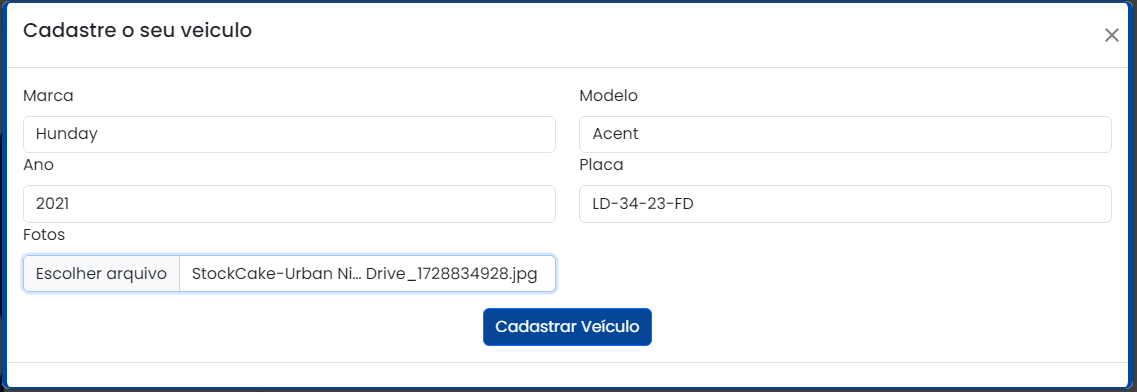 Cadastre o seu veiculo
Marca
Modelo
Hunday
Acent
Ano
Placa
2021
LD-34-23-FD
Fotos
Escolher arquivo StockCake-Urban Ni... Drive_1728834928.jpg
Cadastrar Veículo